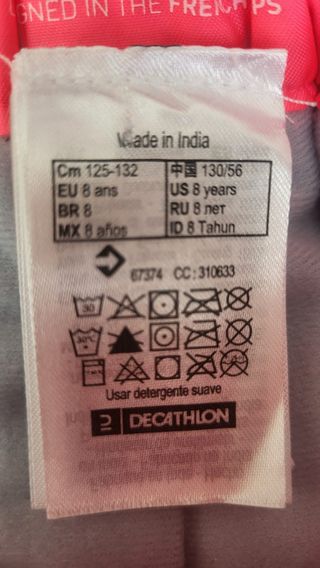 GNED IN THE FRENCH PS
Made in India
Cm 125-132 中国 130/56
EU 8 ans US 8 years
BR 8 RU 8 лет
MX 8 años ID 8 Tahun
67374 CC: 310633
30
30°C
Usar detergente suave
DECATHLON